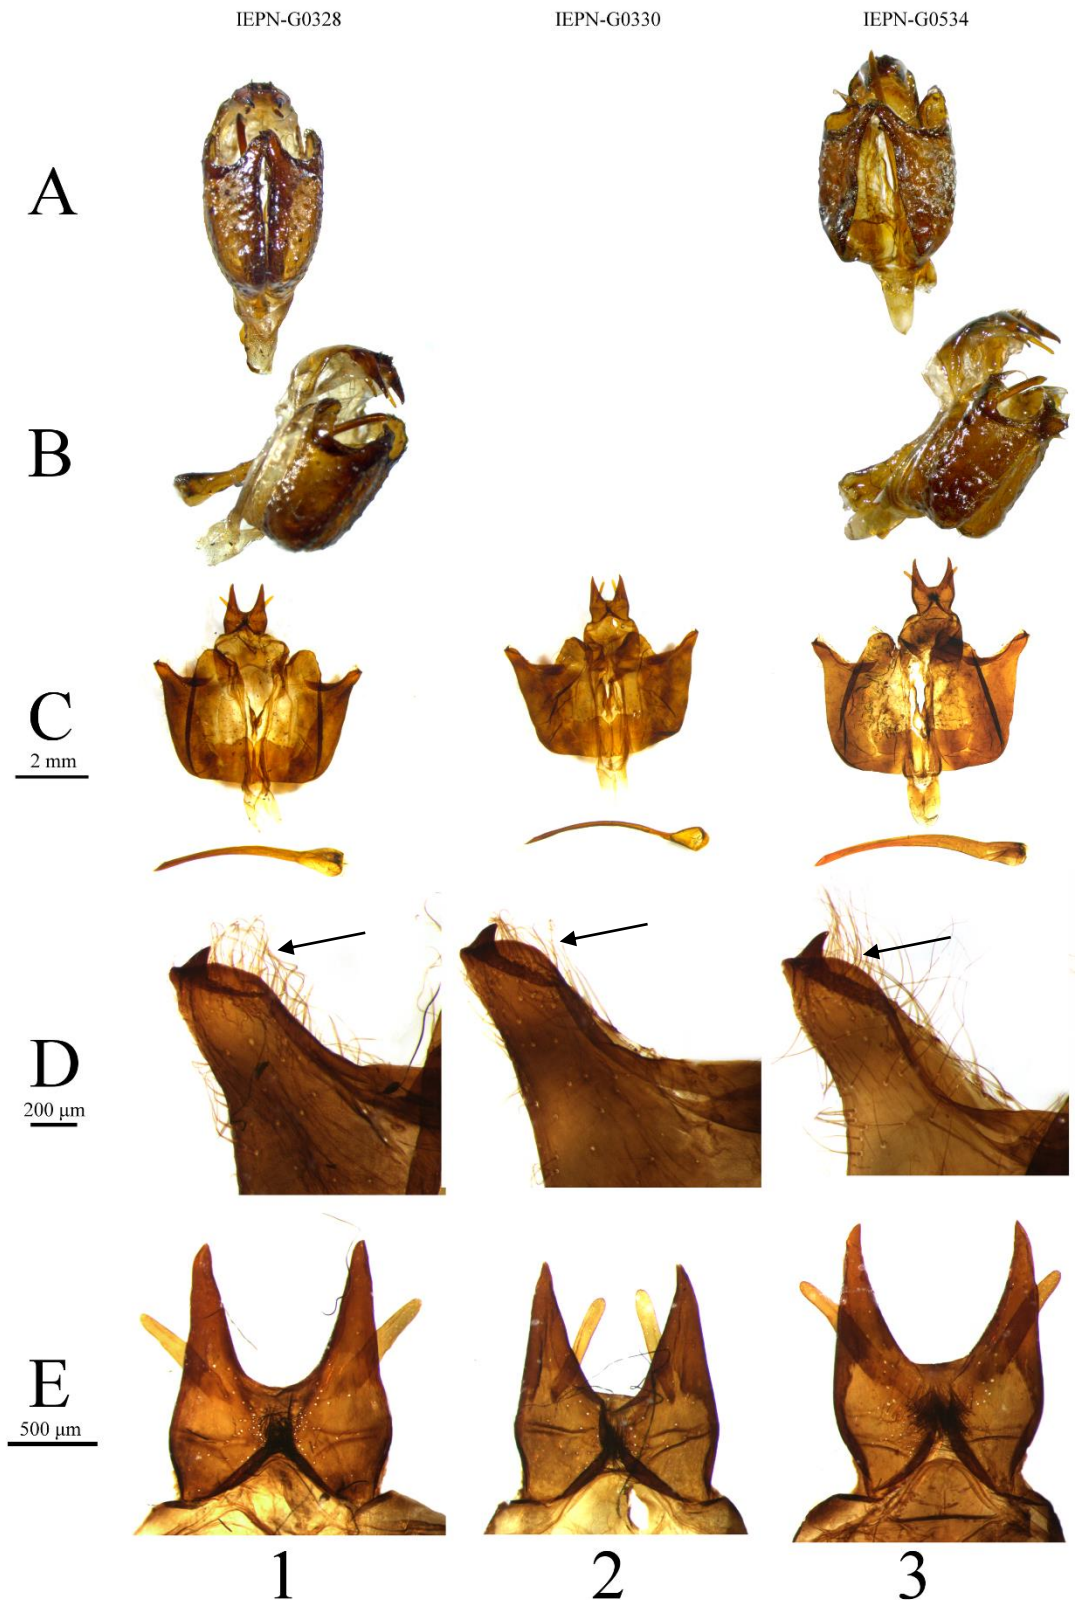 IEPN-G0328 IEPN-G0330 IEPN-G0534
A
B
C
2 mm
D
200 μm
E
500 μm
1 2 3